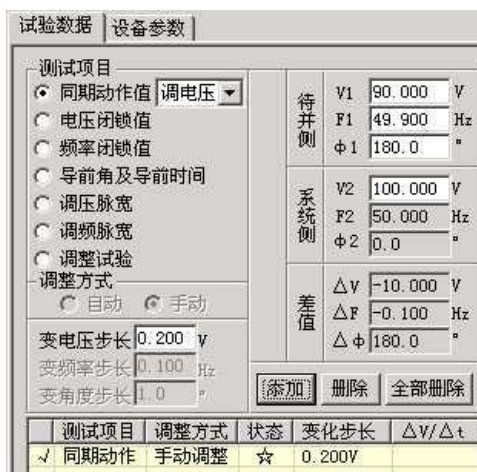 试验数据 设备参数
测试项目
同期动作值 调电压
电压闭锁值
频率闭锁值
导前角及导前时间
调压脉宽
调频脉宽
调整试验
调整方式
自动 手动
变电压步长 0.200 V
变频率步长 0.100 Hz
变角度步长 1.0 °
待并侧
V1 90.000 V
F1 49.900 Hz
Φ1 180.0 °
系统侧
V2 100.000 V
F2 50.000 Hz
Φ2 0.0 °
差值
△V -10.000 V
△F -0.100 Hz
△Φ 180.0 °
添加 删除 全部删除
测试项目 调整方式 状态 变化步长 △V/△t
√ 同期动作 手动调整 ☆ 0.200V